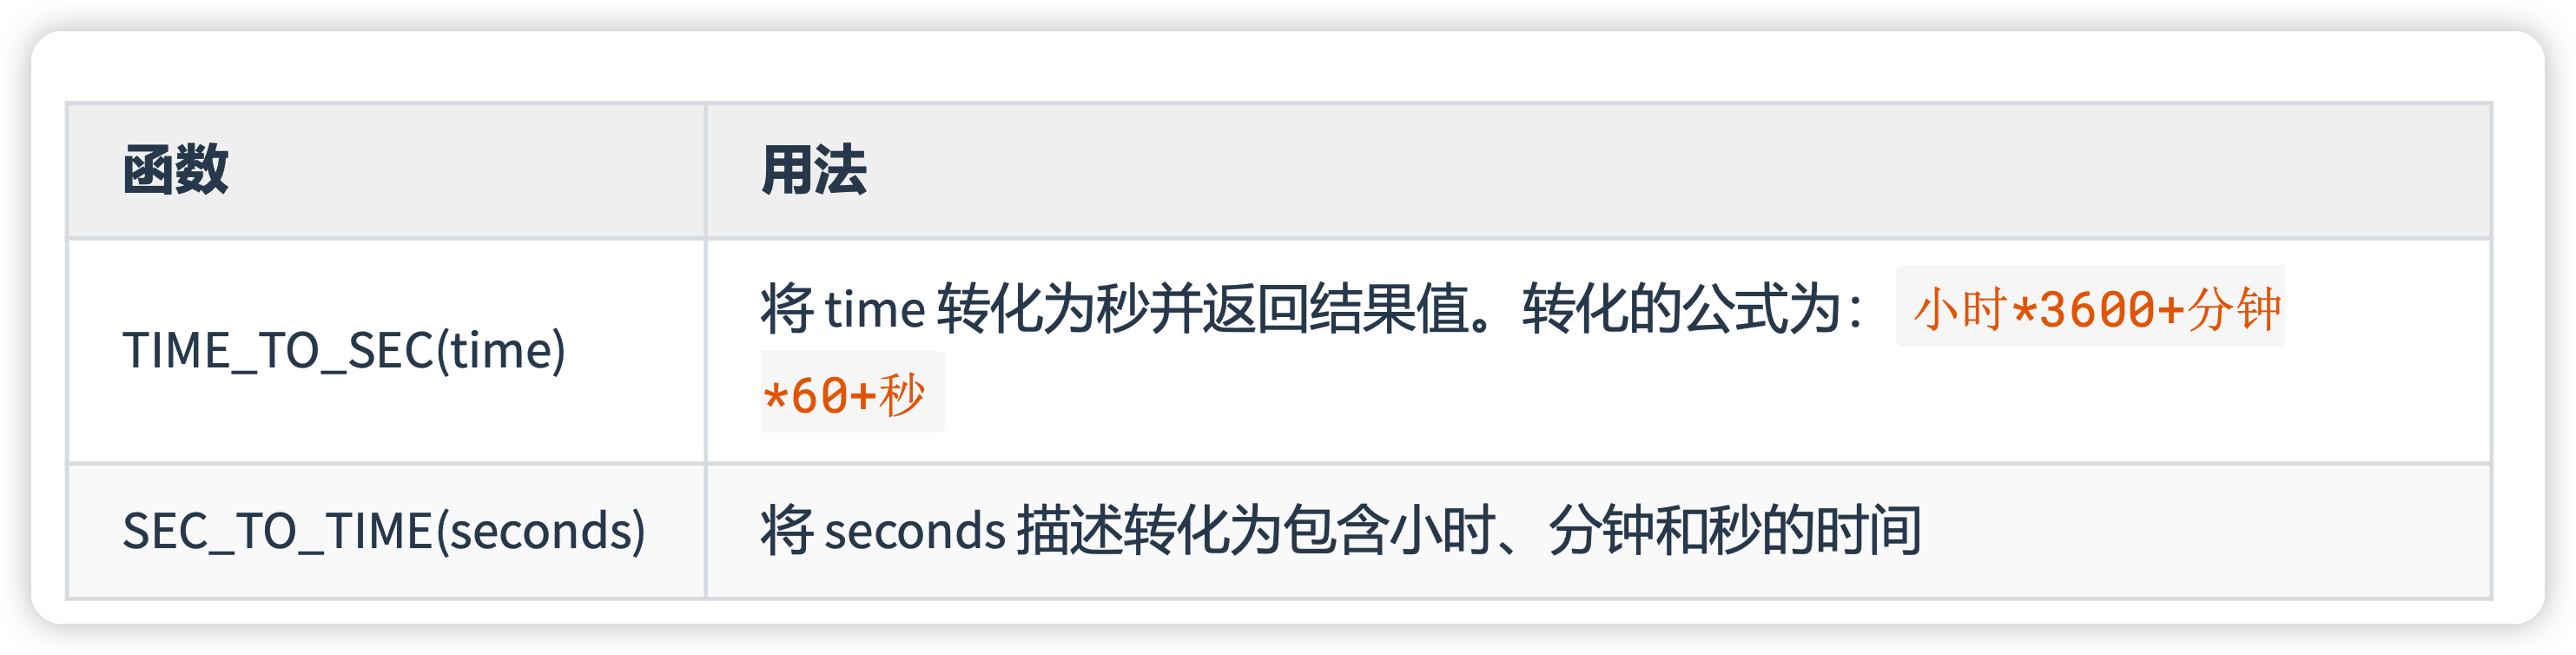 函数 用法
TIME_TO_SEC(time) 将 time 转化为秒并返回结果值。转化的公式为：小时*3600+分钟
*60+秒
SEC_TO_TIME(seconds) 将 seconds 描述转化为包含小时、分钟和秒的时间